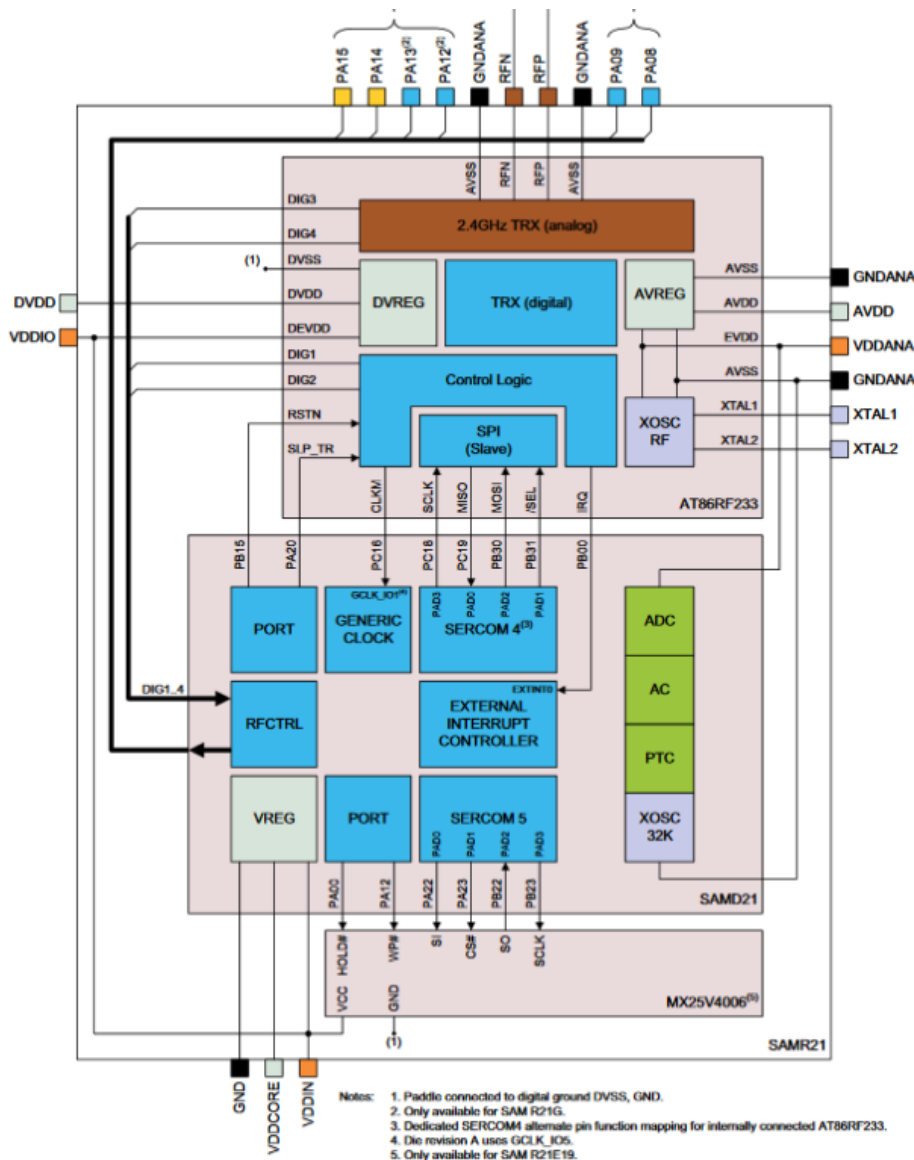 PA15
PA14
PA13(2)
PA12(2)
GNDANA
RFN
RFP
GNDANA
PA09
PA08
AVSS
RFN
RFP
AVSS
DIG3
2.4GHz TRX (analog)
DIG4
(1)
DVSS
AVSS
GNDANA
DVDD
DVDD
DVREG
TRX (digital)
AVREG
AVDD
AVDD
VDDIO
DEVDD
EVDD
VDDANA
DIG1
Control Logic
AVSS
GNDANA
DIG2
RSTN
SPI
(Slave)
XOSC
RF
XTAL1
XTAL1
SLP_TR
XTAL2
XTAL2
CLKM
SCLK
MISO
MOSI
/SEL
IRQ
AT86RF233
PB15
PA20
PC16
PC18
PC19
PB30
PB31
PB00
GCLK_IO1(4)
PAD3
PAD0
PAD2
PAD1
PORT
GENERIC
CLOCK
SERCOM 4(3)
ADC
DIG1..4
RFCTRL
EXTINT0
EXTERNAL
INTERRUPT
CONTROLLER
AC
PTC
VREG
PORT
SERCOM 5
XOSC
32K
PAD0
PAD1
PAD2
PAD3
PA00
PA12
PA22
PA23
PB22
PB23
SAMD21
HOLD#
WP#
SI
CS#
SO
SCLK
VCC
GND
MX25V4006(5)
(1)
SAMR21
GND
VDDCORE
VDDIN
Notes: 1. Paddle connected to digital ground DVSS, GND.
2. Only available for SAM R21G.
3. Dedicated SERCOM4 alternate pin function mapping for internally connected AT86RF233.
4. Die revision A uses GCLK_IO5.
5. Only available for SAM R21E19.